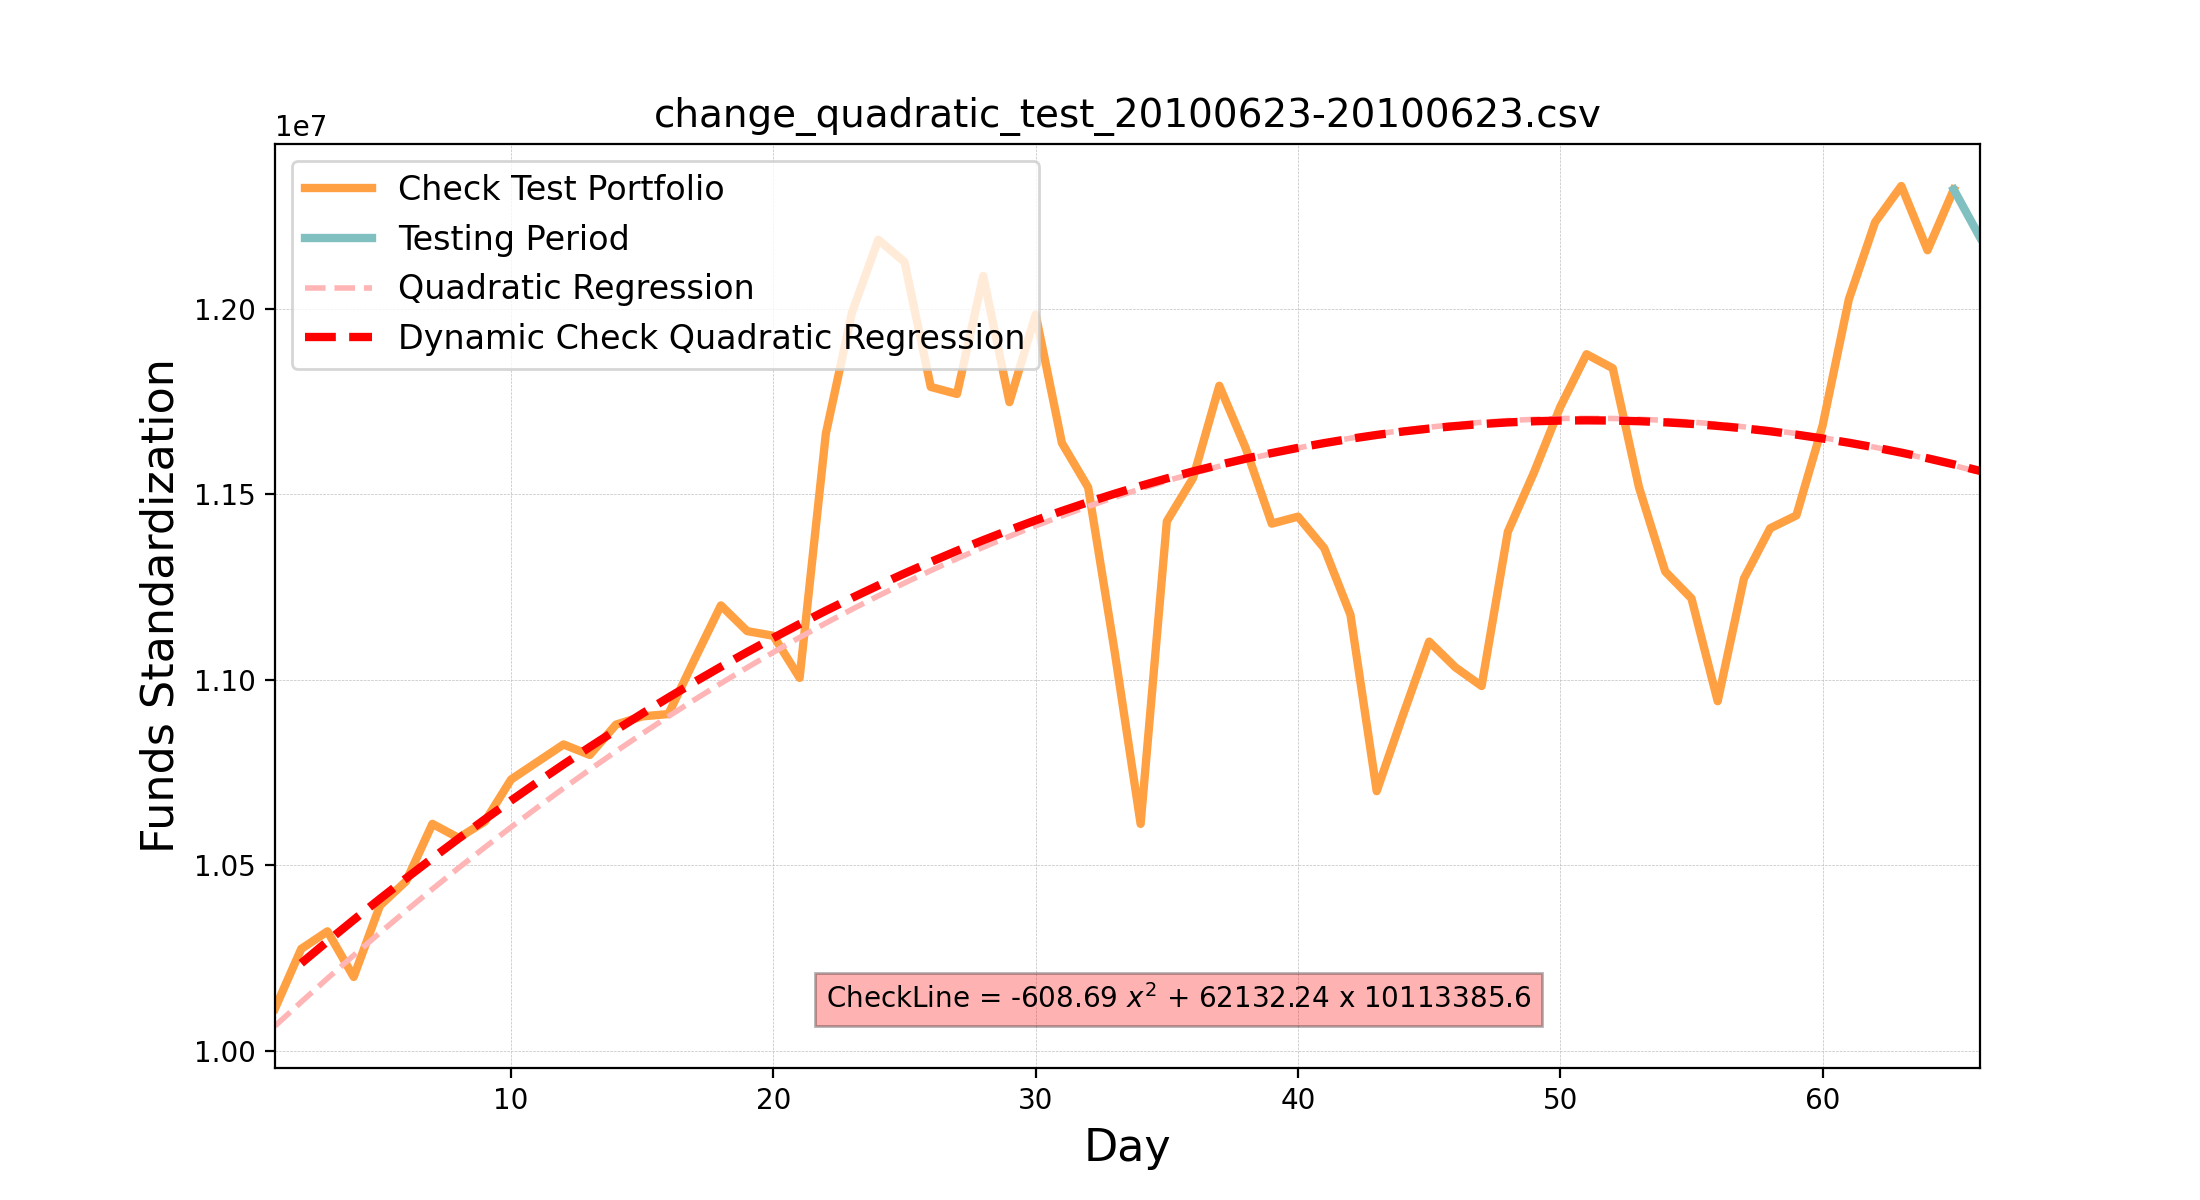 change_quadratic_test_20100623-20100623.csv
1e7
Check Test Portfolio
Testing Period
Quadratic Regression
Dynamic Check Quadratic Regression
1.20
1.15
1.10
1.05
1.00
Funds Standardization
CheckLine = -608.69 x² + 62132.24 x 10113385.6
10 20 30 40 50 60
Day